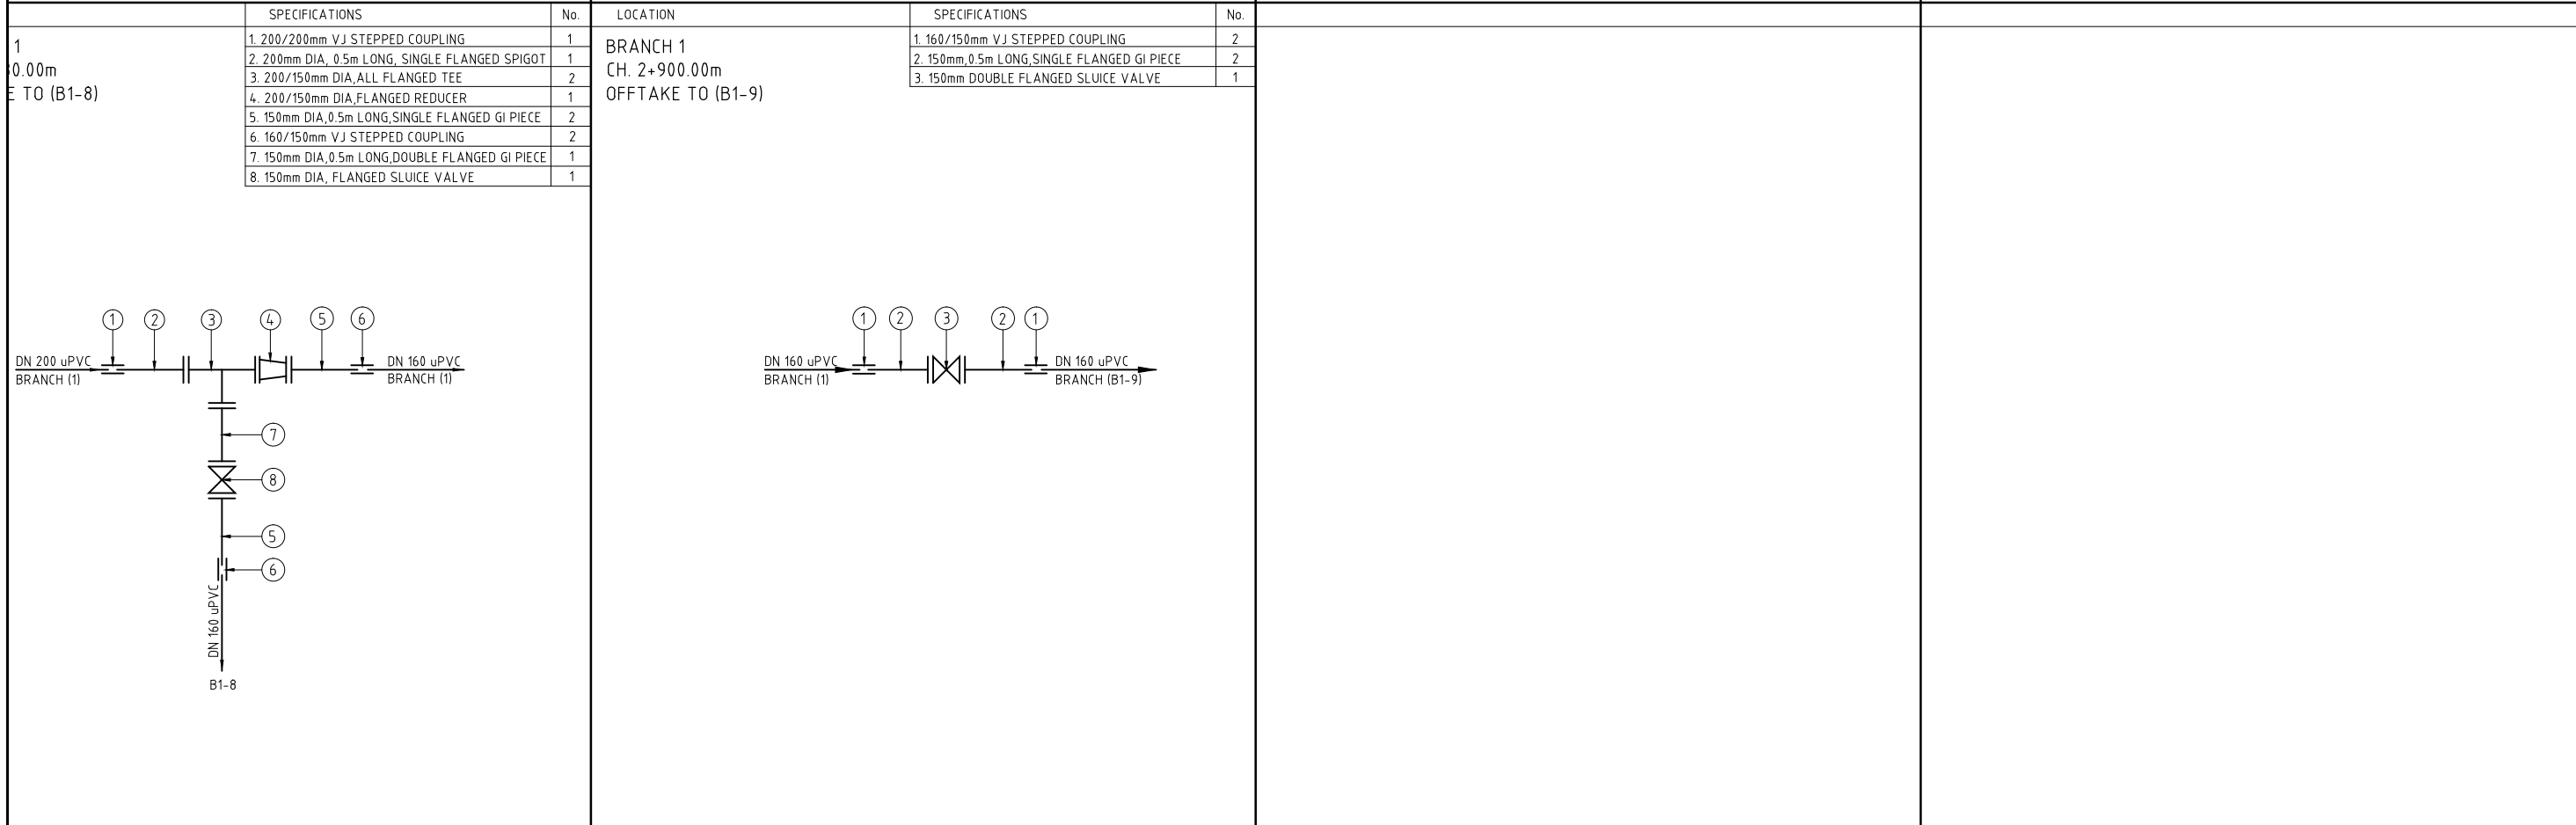 SPECIFICATIONS No.
1
0.00m
E TO (B1-8)
1. 200/200mm VJ STEPPED COUPLING 1
2. 200mm DIA, 0.5m LONG, SINGLE FLANGED SPIGOT 1
3. 200/150mm DIA,ALL FLANGED TEE 2
4. 200/150mm DIA,FLANGED REDUCER 1
5. 150mm DIA,0.5m LONG,SINGLE FLANGED GI PIECE 2
6. 160/150mm VJ STEPPED COUPLING 2
7. 150mm DIA,0.5m LONG,DOUBLE FLANGED GI PIECE 1
8. 150mm DIA, FLANGED SLUICE VALVE 1
1 2 3 4 5 6
DN 200 uPVC
BRANCH (1)
DN 160 uPVC
BRANCH (1)
7
8
5
6
DN 160 uPVC
B1-8
LOCATION SPECIFICATIONS No.
BRANCH 1
CH. 2+900.00m
OFFTAKE TO (B1-9)
1. 160/150mm VJ STEPPED COUPLING 2
2. 150mm,0.5m LONG,SINGLE FLANGED GI PIECE 2
3. 150mm DOUBLE FLANGED SLUICE VALVE 1
1 2 3 2 1
DN 160 uPVC
BRANCH (1)
DN 160 uPVC
BRANCH (B1-9)